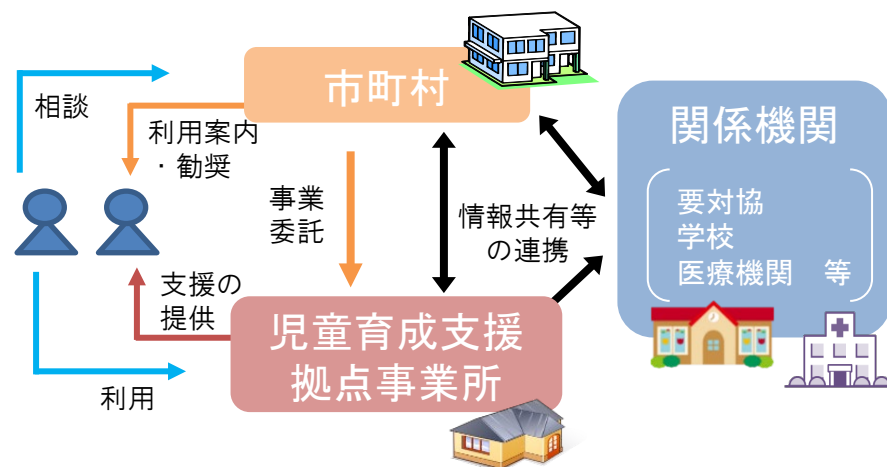 市町村
相談
利用案内
・勧奨
事業
委託
情報共有等
の連携
関係機関
要対協
学校
医療機関　等
支援の
提供
児童育成支援
拠点事業所
利用